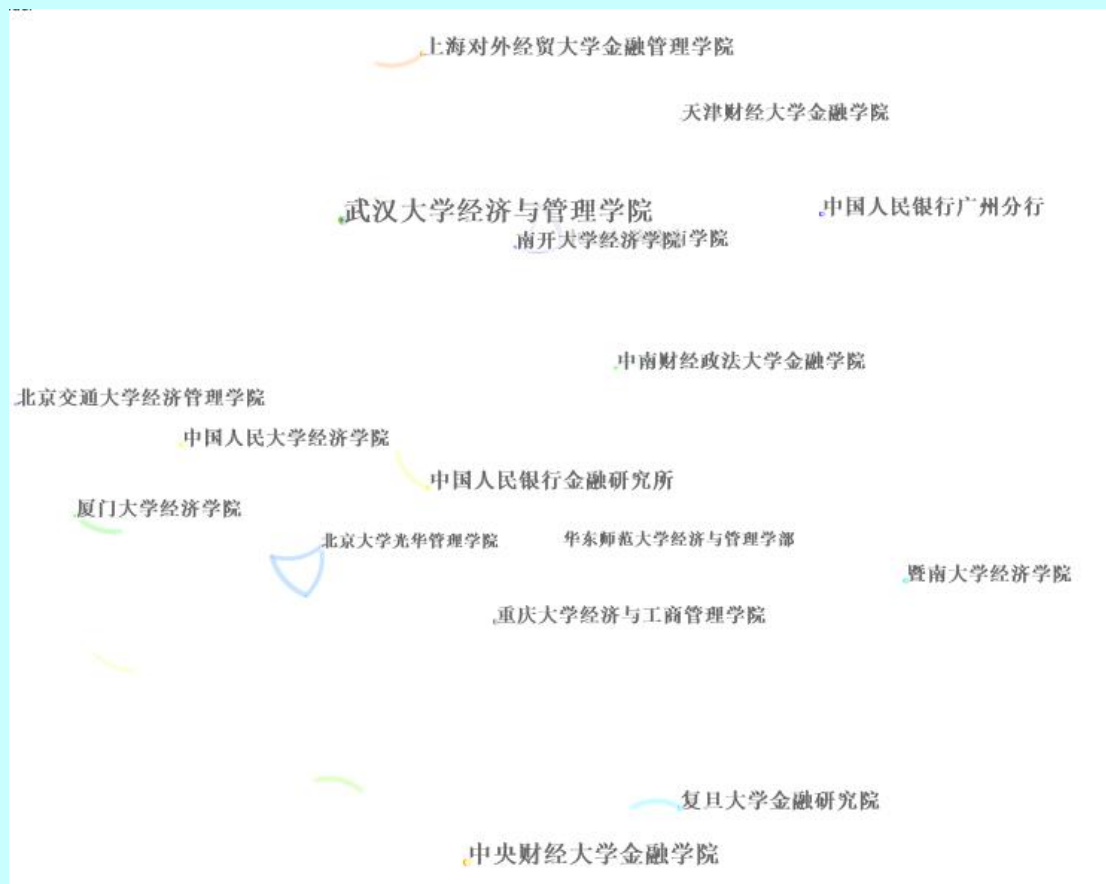 上海对外经贸大学金融管理学院
天津财经大学金融学院
武汉大学经济与管理学院
中国人民银行广州分行
南开大学经济学院
学院
中南财经政法大学金融学院
北京交通大学经济管理学院
中国人民大学经济学院
中国人民银行金融研究所
厦门大学经济学院
北京大学光华管理学院
华东师范大学经济与管理学部
暨南大学经济学院
重庆大学经济与工商管理学院
复旦大学金融研究院
中央财经大学金融学院